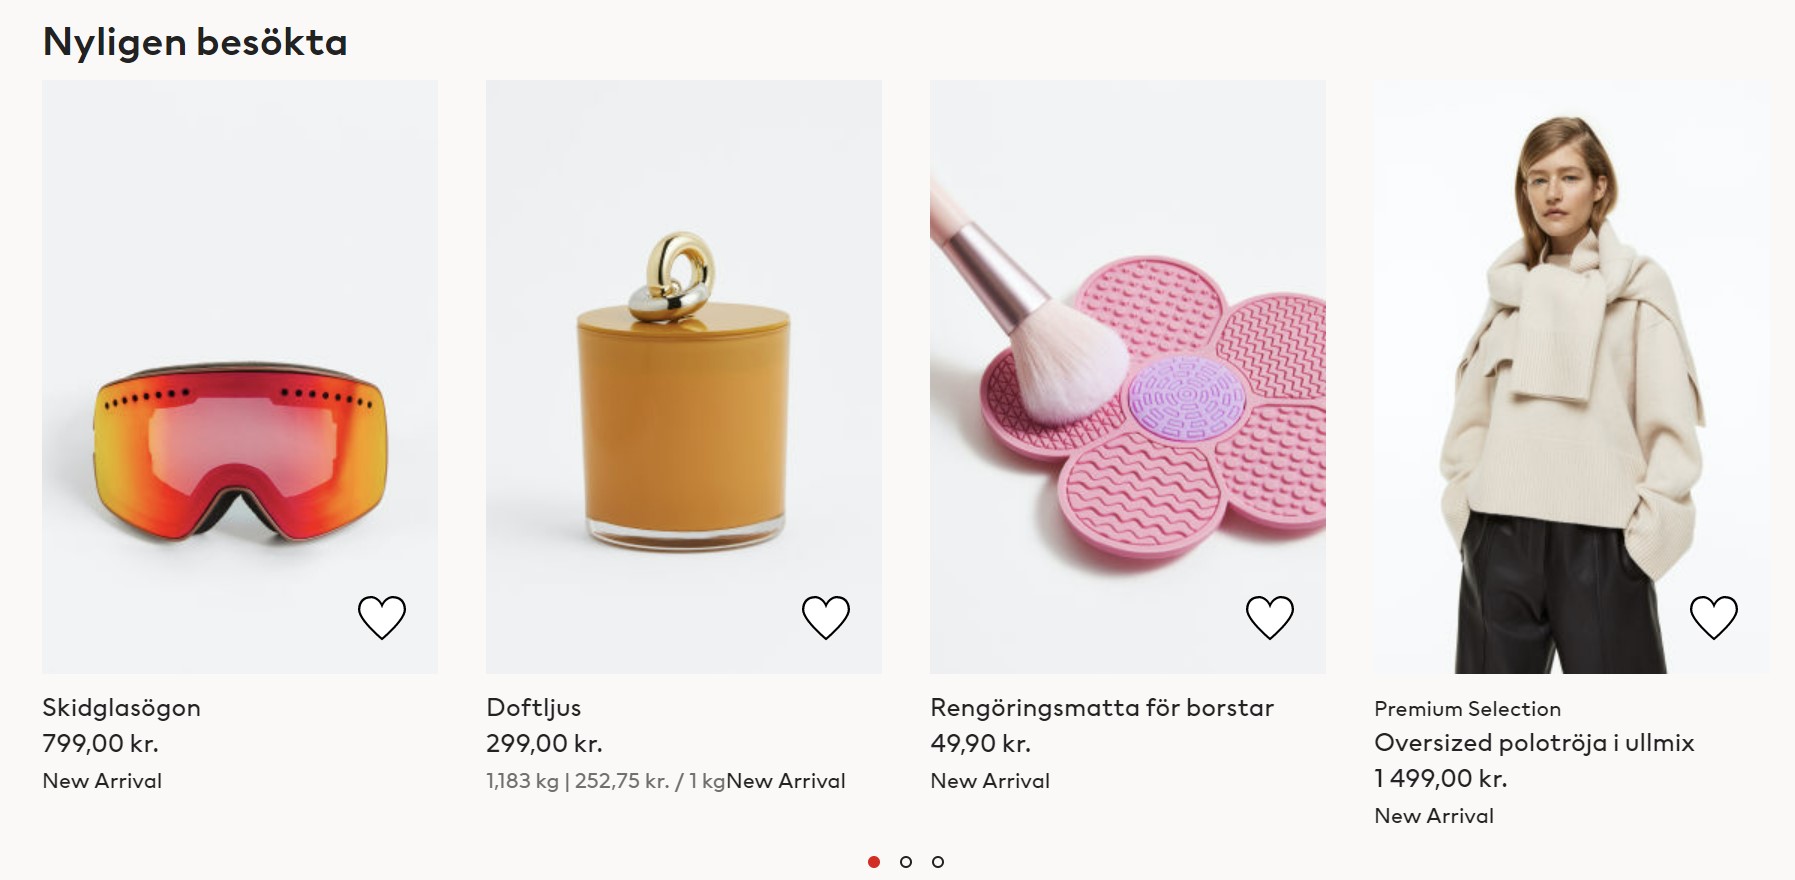 Nyligen besökta
Skidglasögon
799,00 kr.
New Arrival
Doftljus
299,00 kr.
1,183 kg | 252,75 kr. / 1 kgNew Arrival
Rengöringsmatta för borstar
49,90 kr.
New Arrival
Premium Selection
Oversized polotröja i ullmix
1 499,00 kr.
New Arrival